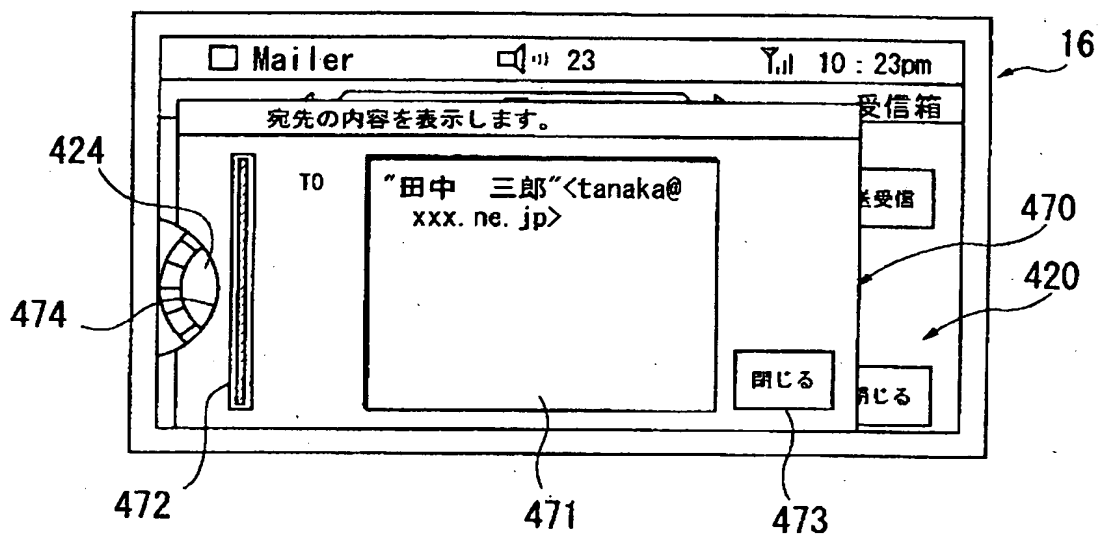 Mailer 23 10:23pm
16
受信箱
宛先の内容を表示します。
424
TO
"田中 三郎"<tanaka@
xxx.ne.jp>
送受信
470
420
474
閉じる
閉じる
472
471
473